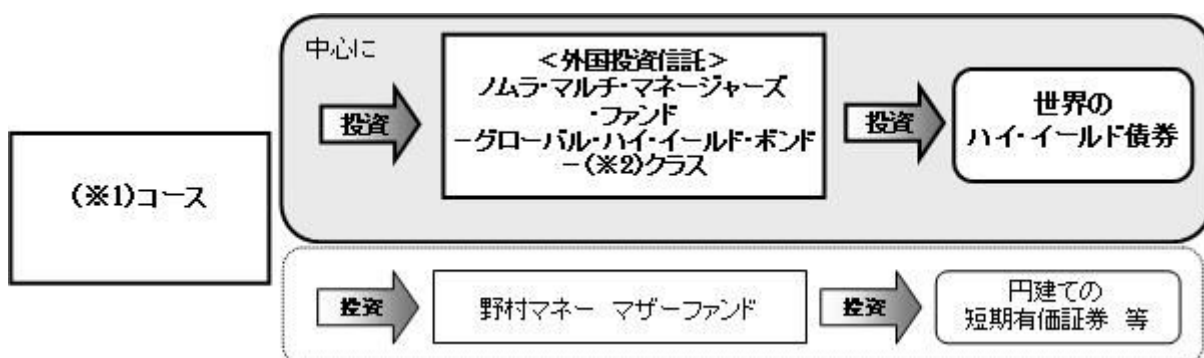 中心に
(※1)コース
投資
<外国投資信託>
ノムラ・マルチ・マネージャーズ
・ファンド
－グローバル・ハイ・イールド・ボンド
－(※2)クラス
投資
世界の
ハイ・イールド債券
投資
野村マネー マザーファンド
投資
円建ての
短期有価証券 等